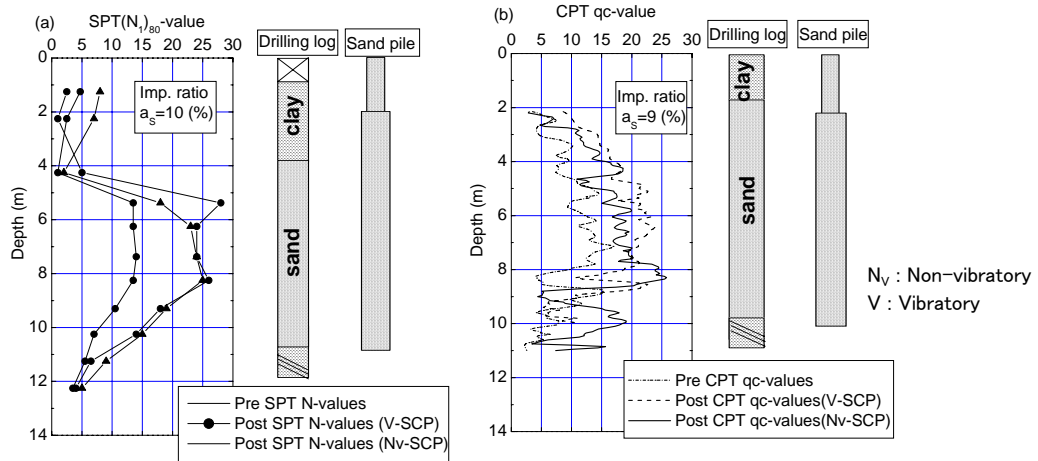 (a)
SPT(N1)80-value
0 5 10 15 20 25 30
Drilling log
Sand pile
Imp. ratio
aS=10 (%)
Depth (m)
0
2
4
6
8
10
12
14
clay
sand
Pre SPT N-values
Post SPT N-values (V-SCP)
Post SPT N-values (Nv-SCP)
(b)
CPT qc-value
0 5 10 15 20 25 30
Drilling log
Sand pile
Imp. ratio
aS=9 (%)
Depth (m)
0
2
4
6
8
10
12
14
clay
sand
Pre CPT qc-values
Post CPT qc-values(V-SCP)
Post CPT qc-values(Nv-SCP)
NV : Non-vibratory
V : Vibratory